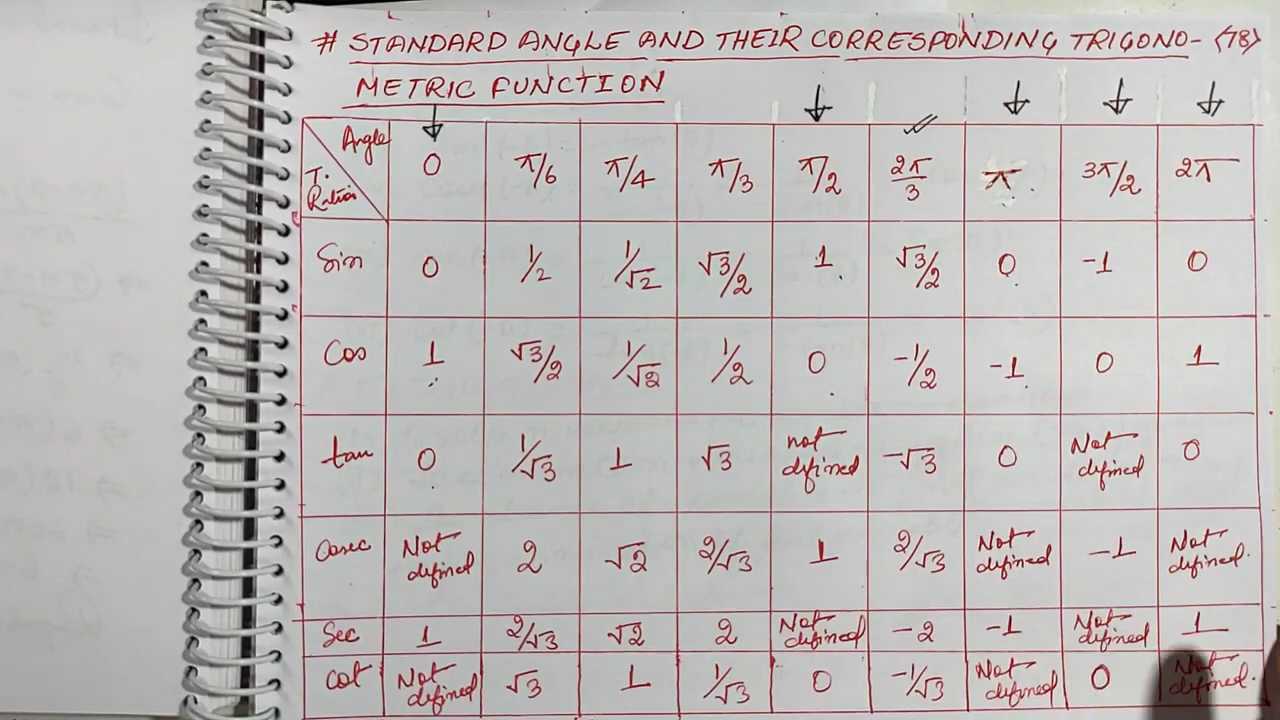 # STANDARD ANGLE AND THEIR CORRESPONDING TRIGONO- <78>
METRIC FUNCTION
Angle 0 π/6 π/4 π/3 π/2 2π/3 π 3π/2 2π
T. Ratios
Sin 0 1/2 1/√2 √3/2 1 √3/2 0 -1 0
Cos 1 √3/2 1/√2 1/2 0 -1/2 -1 0 1
tan 0 1/√3 1 √3 not defined -√3 0 Not defined 0
Cosec Not defined 2 √2 2/√3 1 2/√3 Not defined -1 Not defined.
Sec 1 2/√3 √2 2 Not defined -2 -1 Not defined 1
cot Not defined √3 1 1/√3 0 -1/√3 Not defined 0 Not defined.